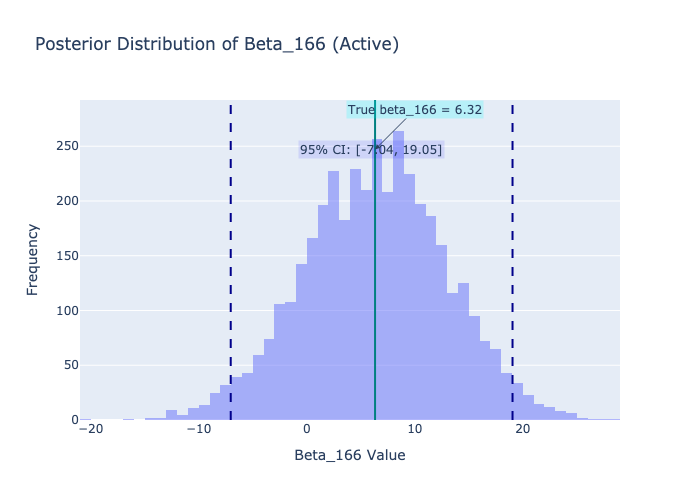 Posterior Distribution of Beta_166 (Active)
True beta_166 = 6.32
95% CI: [-7.04, 19.05]
250
200
150
100
50
0
Frequency
−20
−10
0
10
20
Beta_166 Value